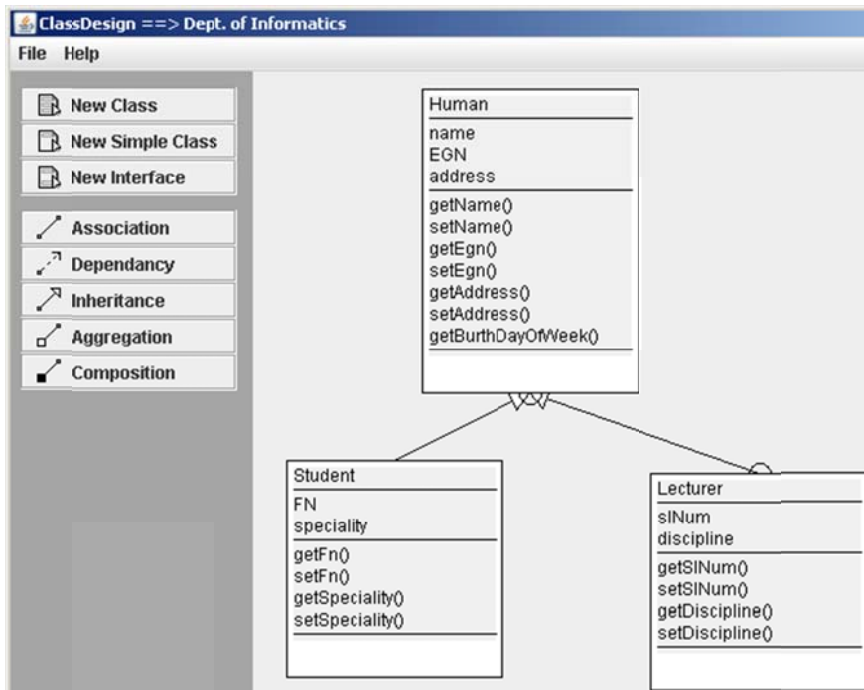 ClassDesign ==> Dept. of Informatics
File Help
New Class
New Simple Class
New Interface
Association
Dependancy
Inheritance
Aggregation
Composition
Human
name
EGN
address
getName()
setName()
getEgn()
setEgn()
getAddress()
setAddress()
getBurthDayOfWeek()
Student
FN
speciality
getFn()
setFn()
getSpeciality()
setSpeciality()
Lecturer
slNum
discipline
getSlNum()
setSlNum()
getDiscipline()
setDiscipline()